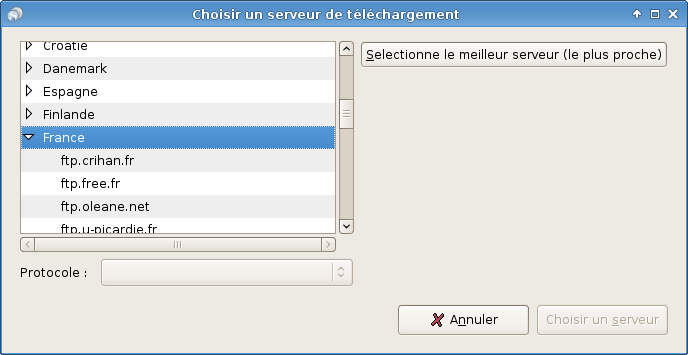 Choisir un serveur de téléchargement
Croatie
Danemark
Espagne
Finlande
France
ftp.crihan.fr
ftp.free.fr
ftp.oleane.net
ftp.u-picardie.fr
Selectionne le meilleur serveur (le plus proche)
Protocole :
Annuler
Choisir un serveur